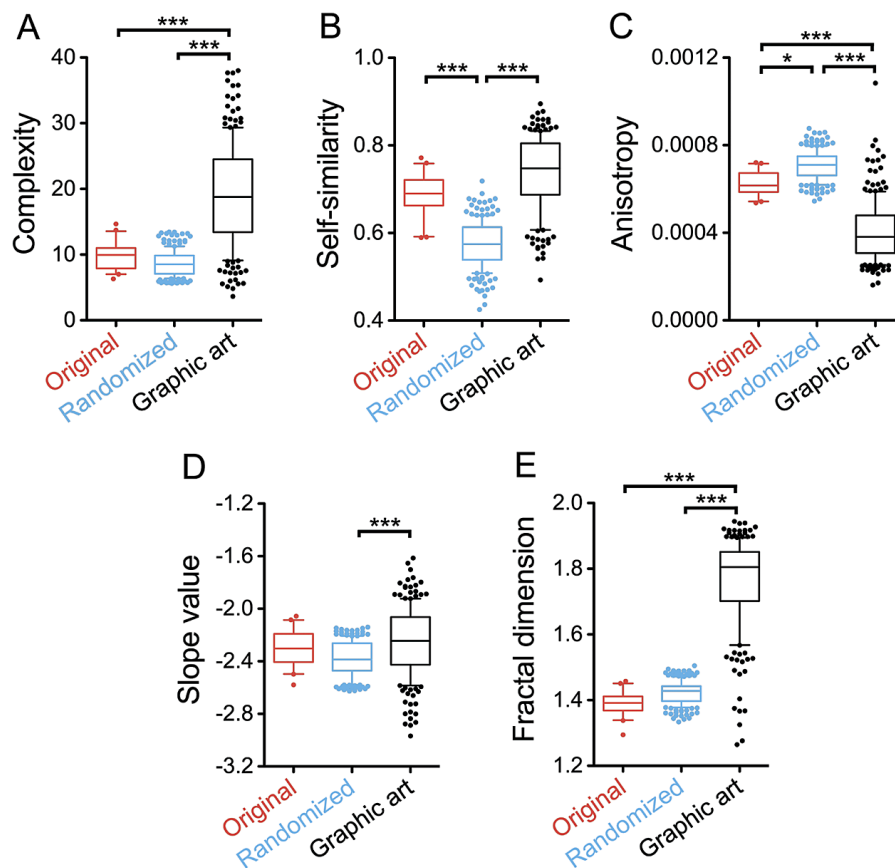 A
Complexity
40
30
20
10
0
***
***
Original
Randomized
Graphic art
B
Self-similarity
1.0
0.8
0.6
0.4
***
***
Original
Randomized
Graphic art
C
Anisotropy
0.0012
0.0008
0.0004
0.0000
***
*
***
Original
Randomized
Graphic art
D
Slope value
-1.2
-1.6
-2.0
-2.4
-2.8
-3.2
***
Original
Randomized
Graphic art
E
Fractal dimension
2.0
1.8
1.6
1.4
1.2
***
***
Original
Randomized
Graphic art